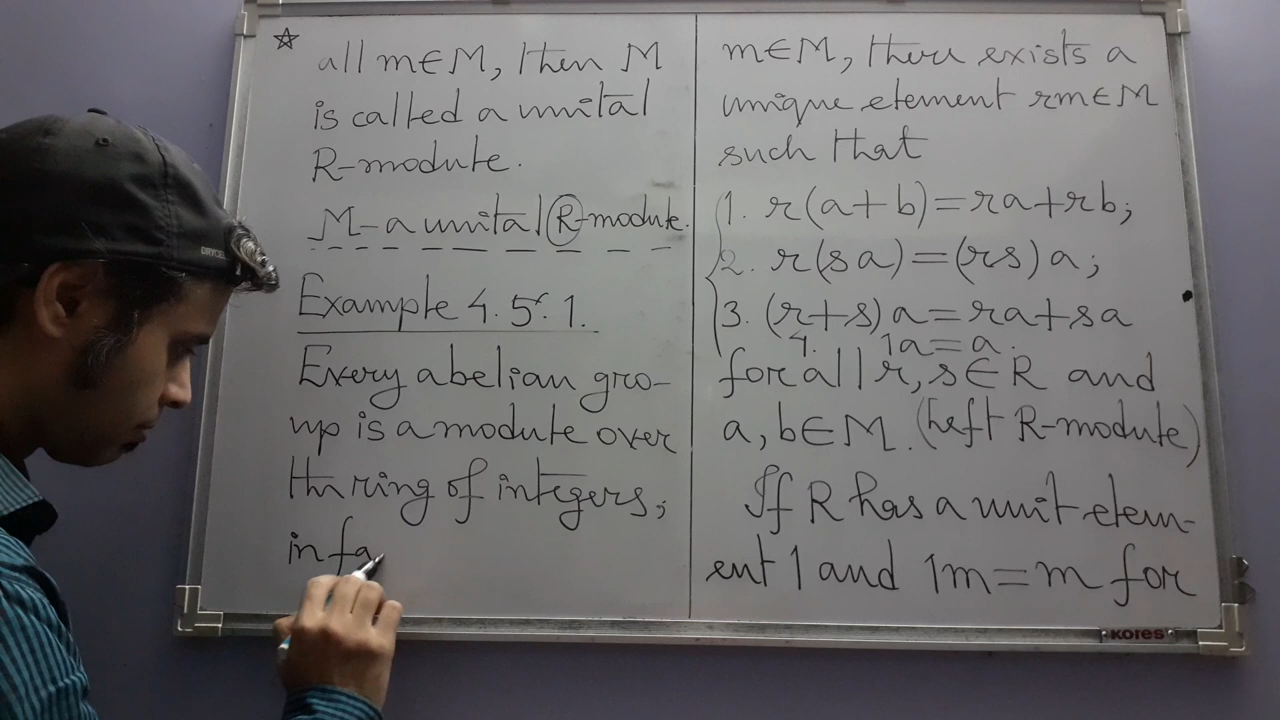 all m∈M, then M
is called a unital
R-module.
M-a unital R-module.
Example 4.5.1.
Every abelian gro-
up is a module over
the ring of integers;
in fa
m∈M, there exists a
unique element rm∈M
such that
1. r(a+b)=ra+rb;
2. r(sa)=(rs)a;
3. (r+s)a=ra+sa
4. 1a=a.
for all r, s∈R and
a, b∈M. (Left R-module)
If R has a unit elem-
ent 1 and 1m=m for
KORES